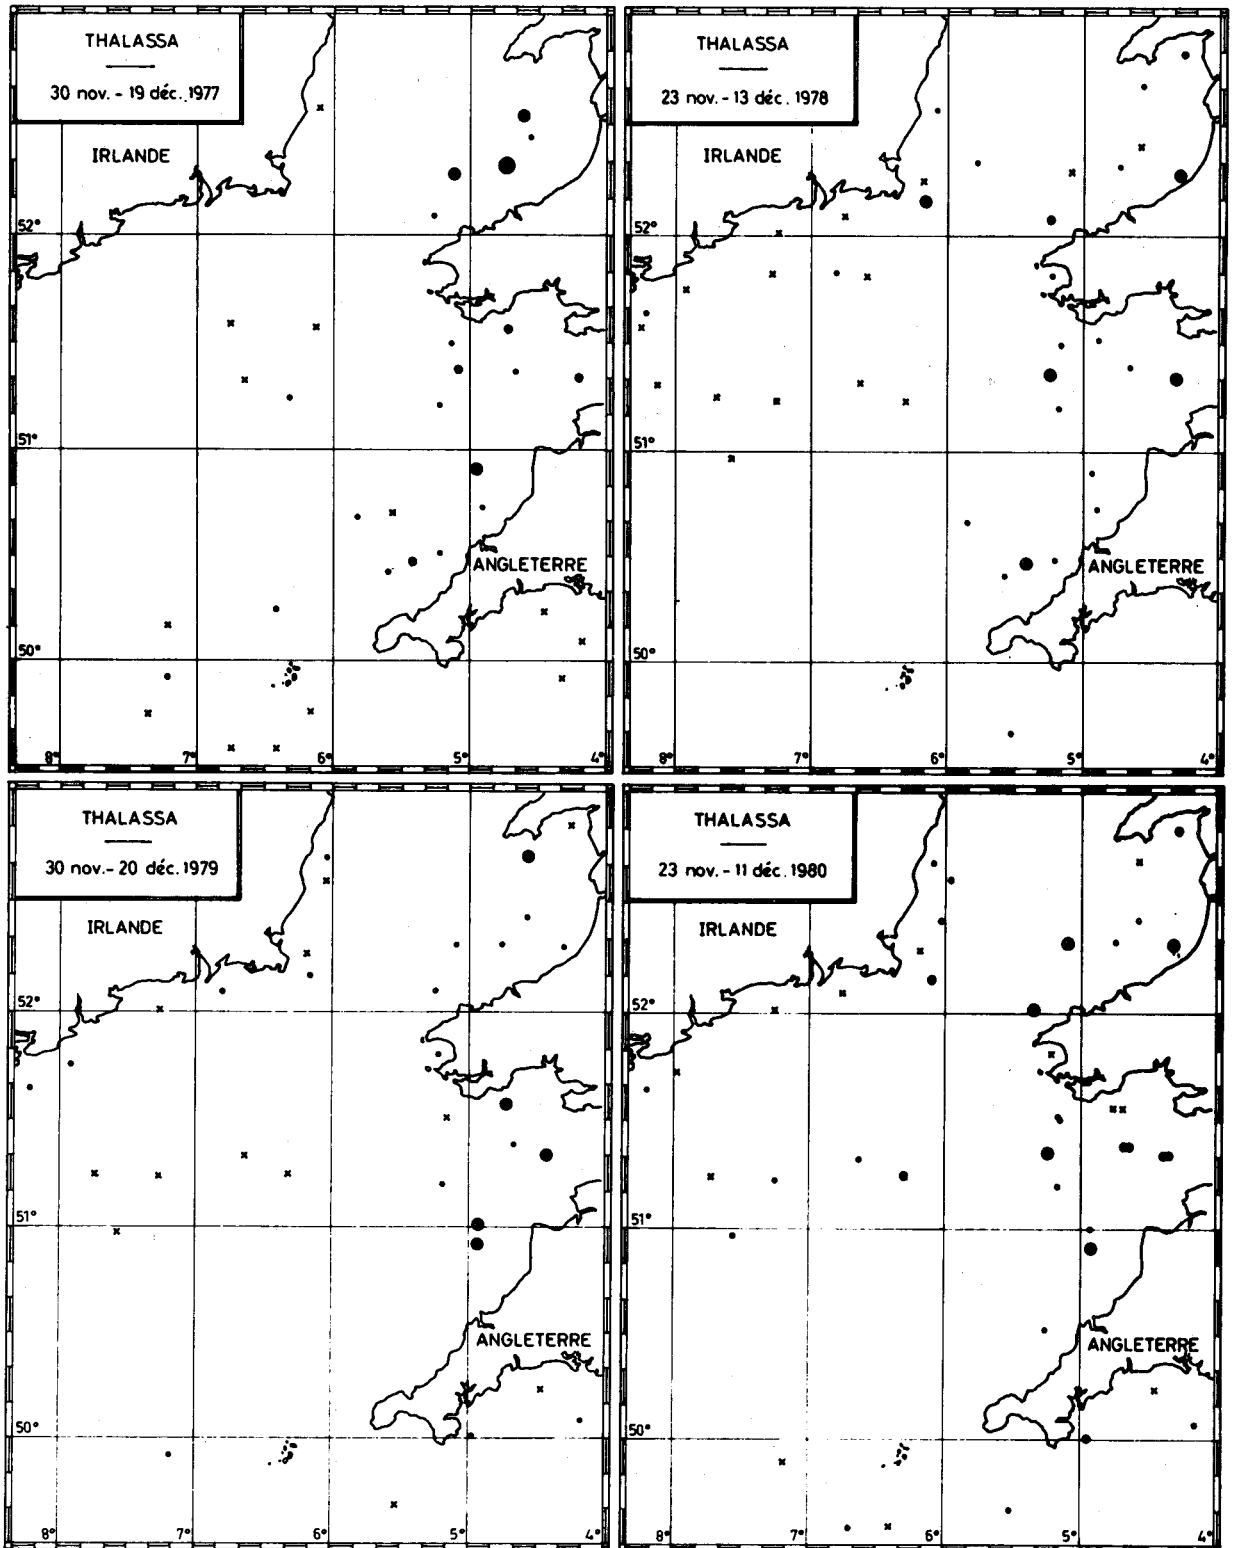 THALASSA
30 nov. - 19 déc. 1977
IRLANDE
52°
51°
ANGLETERRE
50°
8° 7° 6° 5° 4°
THALASSA
23 nov. - 13 déc. 1978
IRLANDE
52°
51°
ANGLETERRE
50°
8° 7° 6° 5° 4°
THALASSA
30 nov. - 20 déc. 1979
IRLANDE
52°
51°
ANGLETERRE
50°
8° 7° 6° 5° 4°
THALASSA
23 nov. - 11 déc. 1980
IRLANDE
52°
51°
ANGLETERRE
50°
8° 7° 6° 5° 4°